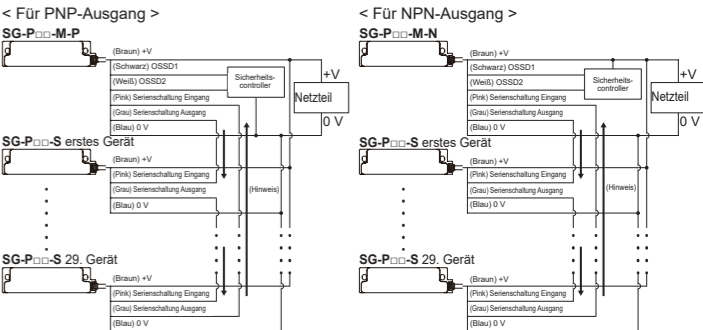 < Für PNP-Ausgang >
SG-P□□-M-P
(Braun) +V
(Schwarz) OSSD1
(Weiß) OSSD2
(Pink) Serienschaltung Eingang
(Grau) Serienschaltung Ausgang
(Blau) 0 V
Sicherheits-
controller
+V
Netzteil
0 V
SG-P□□-S erstes Gerät
(Braun) +V
(Pink) Serienschaltung Eingang
(Grau) Serienschaltung Ausgang
(Blau) 0 V
(Hinweis)
SG-P□□-S 29. Gerät
(Braun) +V
(Pink) Serienschaltung Eingang
(Grau) Serienschaltung Ausgang
(Blau) 0 V
< Für NPN-Ausgang >
SG-P□□-M-N
(Braun) +V
(Schwarz) OSSD1
(Weiß) OSSD2
(Pink) Serienschaltung Eingang
(Grau) Serienschaltung Ausgang
(Blau) 0 V
Sicherheits-
controller
+V
Netzteil
0 V
SG-P□□-S erstes Gerät
(Braun) +V
(Pink) Serienschaltung Eingang
(Grau) Serienschaltung Ausgang
(Blau) 0 V
(Hinweis)
SG-P□□-S 29. Gerät
(Braun) +V
(Pink) Serienschaltung Eingang
(Grau) Serienschaltung Ausgang
(Blau) 0 V